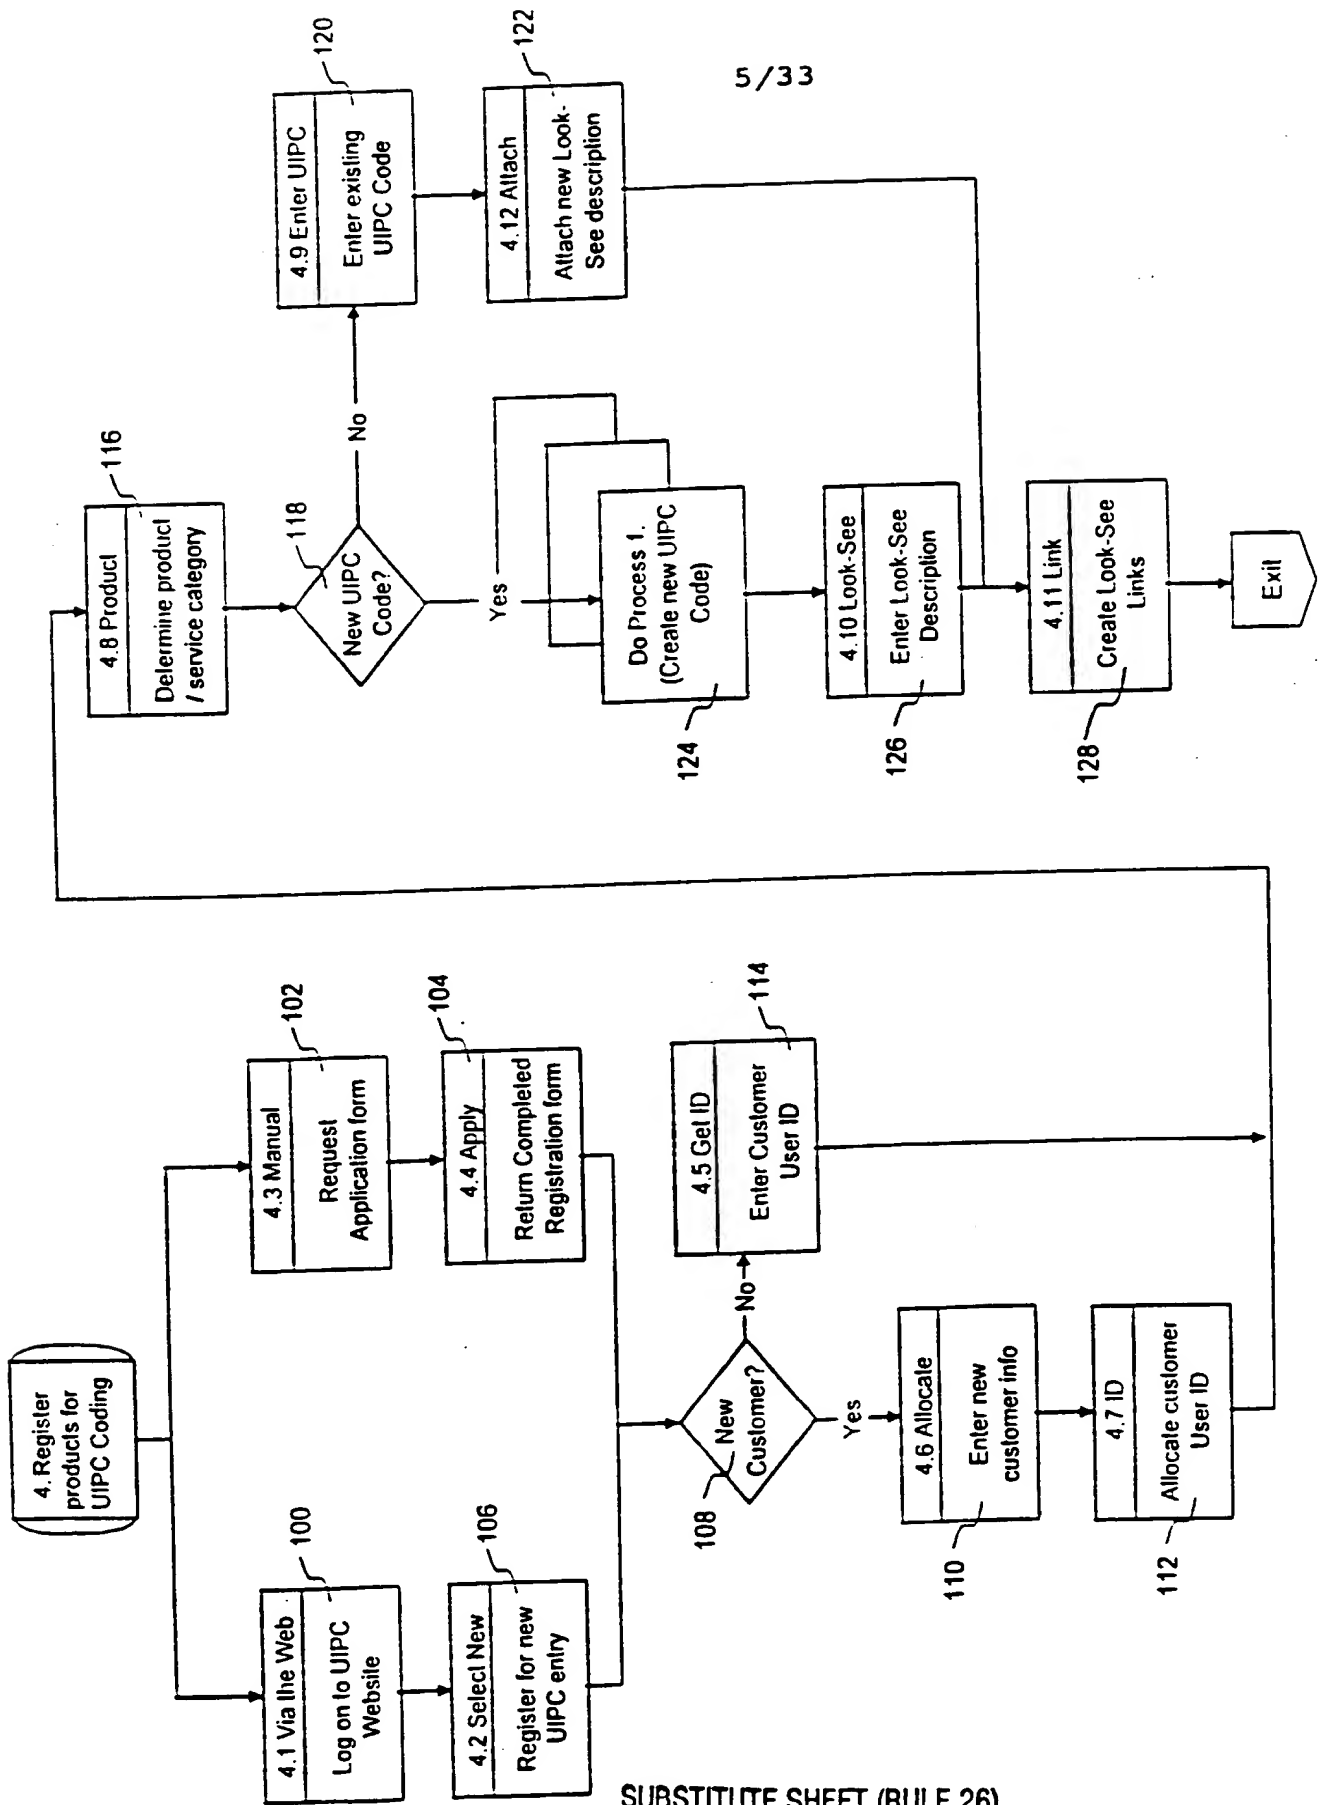 5/33
4. Register
products for
UIPC Coding
4.1 Via the Web
Log on to UIPC
Website
100
4.2 Select New
Register for new
UIPC entry
106
4.3 Manual
Request
Application form
102
4.4 Apply
Return Completed
Registration form
104
New
Customer?
108
No
Yes
4.5 Get ID
Enter Customer
User ID
114
4.6 Allocate
Enter new
customer info
110
4.7 ID
Allocate customer
User ID
112
4.8 Product
Determine product
/ service category
116
New UIPC
Code?
118
No
Yes
4.9 Enter UIPC
Enter existing
UIPC Code
120
4.12 Attach
Attach new Look-
See description
122
Do Process 1.
(Create new UIPC
Code)
124
4.10 Look-See
Enter Look-See
Description
126
4.11 Link
Create Look-See
Links
128
Exit
SUBSTITUTE SHEET (RULE 26)